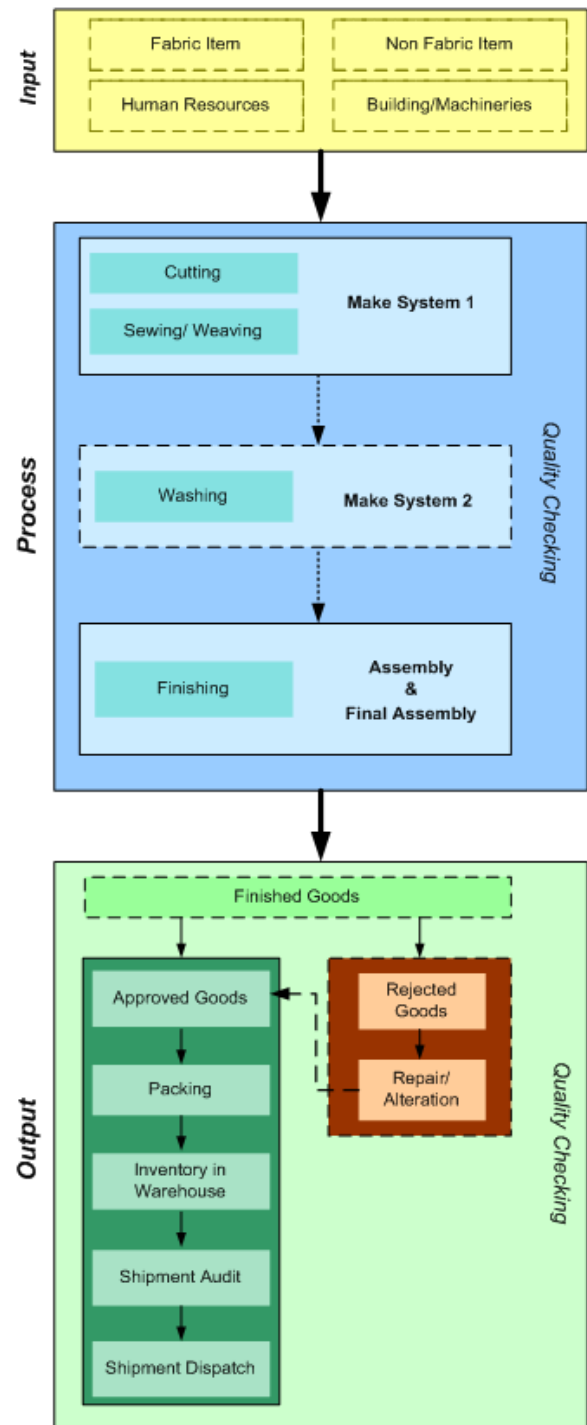 Input
Fabric Item
Non Fabric Item
Human Resources
Building/Machineries
Process
Cutting
Sewing/ Weaving
Make System 1
Washing
Make System 2
Finishing
Assembly
&
Final Assembly
Quality Checking
Output
Finished Goods
Approved Goods
Packing
Inventory in
Warehouse
Shipment Audit
Shipment Dispatch
Rejected
Goods
Repair/
Alteration
Quality Checking